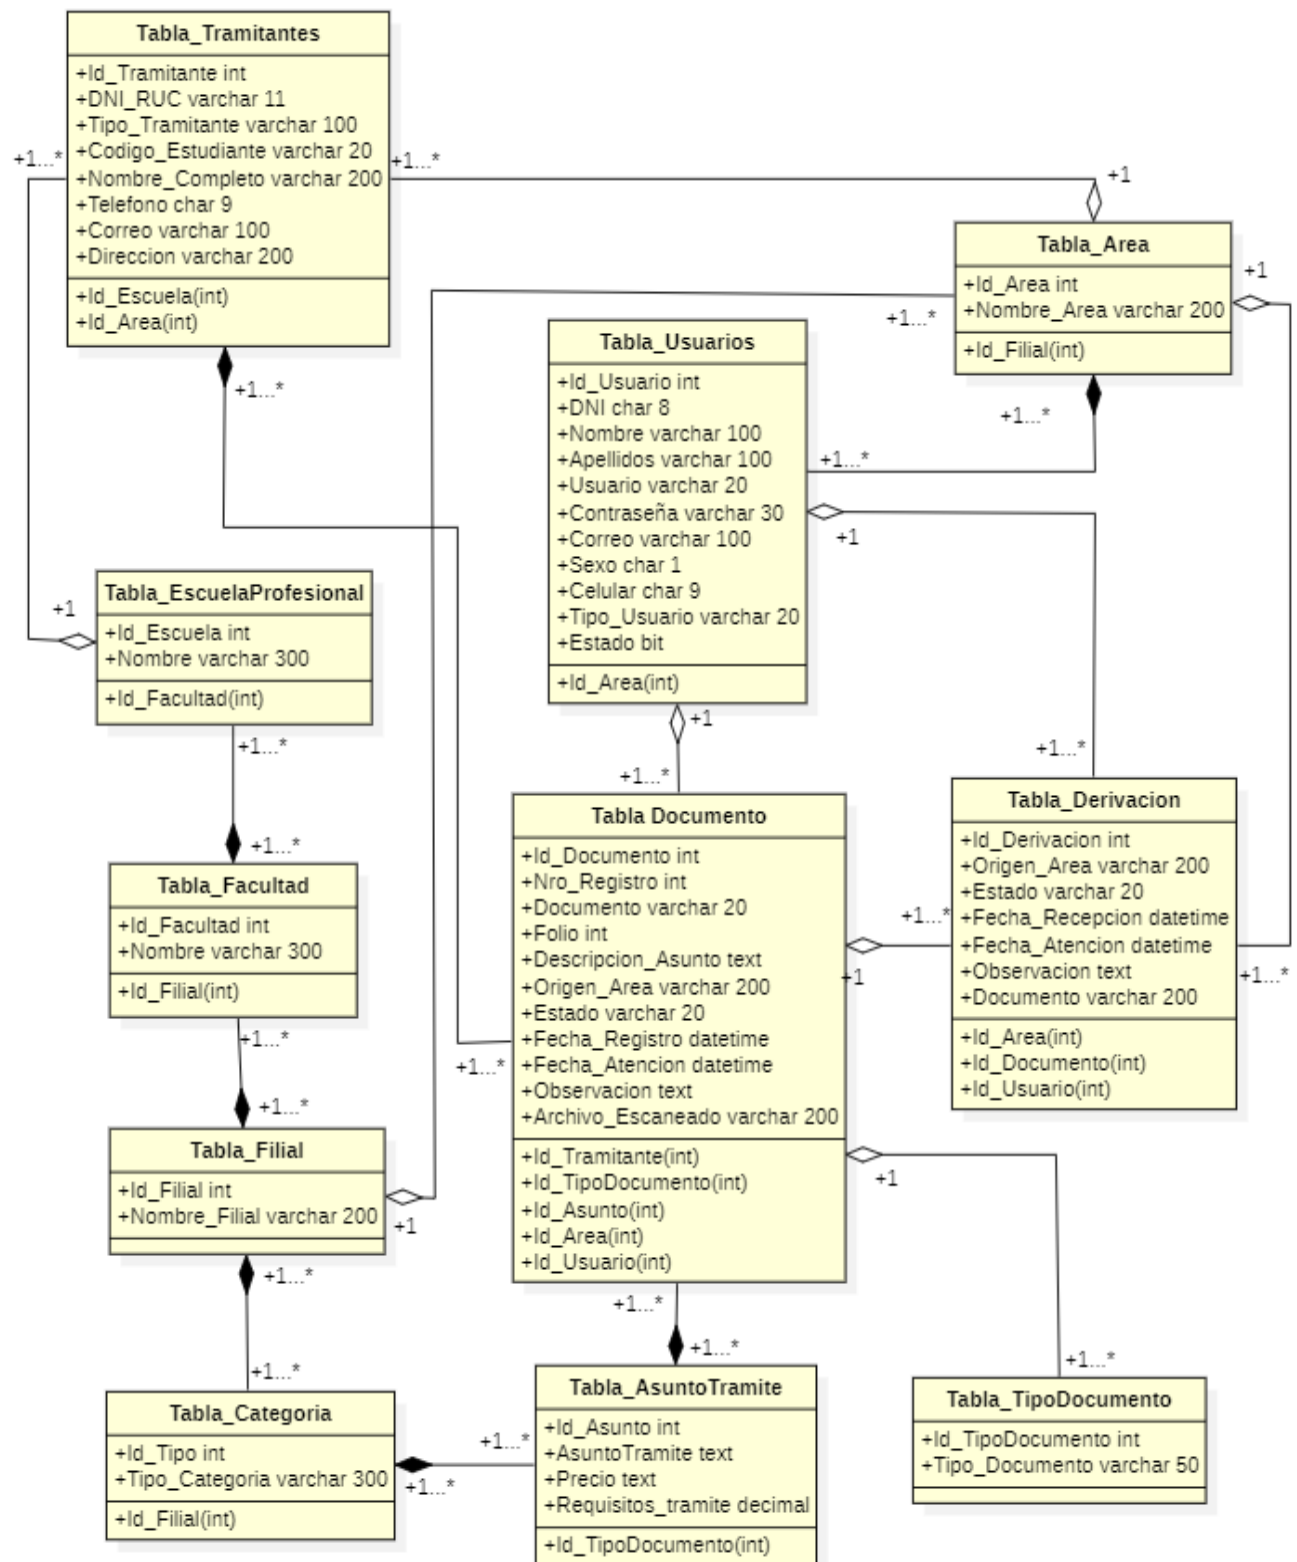 Tabla_Tramitantes
+Id_Tramitante int
+DNI_RUC varchar 11
+Tipo_Tramitante varchar 100
+Codigo_Estudiante varchar 20
+Nombre_Completo varchar 200
+Telefono char 9
+Correo varchar 100
+Direccion varchar 200
+Id_Escuela(int)
+Id_Area(int)
+1...*
+1...*
+1
+1...*
Tabla_Area
+Id_Area int
+Nombre_Area varchar 200
+Id_Filial(int)
+1
+1...*
+1...*
Tabla_Usuarios
+Id_Usuario int
+DNI char 8
+Nombre varchar 100
+Apellidos varchar 100
+Usuario varchar 20
+Contraseña varchar 30
+Correo varchar 100
+Sexo char 1
+Celular char 9
+Tipo_Usuario varchar 20
+Estado bit
+Id_Area(int)
+1...*
+1
+1
+1...*
+1...*
+1
Tabla_EscuelaProfesional
+Id_Escuela int
+Nombre varchar 300
+Id_Facultad(int)
+1...*
+1...*
Tabla_Facultad
+Id_Facultad int
+Nombre varchar 300
+Id_Filial(int)
+1...*
+1...*
Tabla Documento
+Id_Documento int
+Nro_Registro int
+Documento varchar 20
+Folio int
+Descripcion_Asunto text
+Origen_Area varchar 200
+Estado varchar 20
+Fecha_Registro datetime
+Fecha_Atencion datetime
+Observacion text
+Archivo_Escaneado varchar 200
+Id_Tramitante(int)
+Id_TipoDocumento(int)
+Id_Asunto(int)
+Id_Area(int)
+Id_Usuario(int)
+1...*
+1...*
+1
+1
+1...*
+1...*
Tabla_Derivacion
+Id_Derivacion int
+Origen_Area varchar 200
+Estado varchar 20
+Fecha_Recepcion datetime
+Fecha_Atencion datetime
+Observacion text
+Documento varchar 200
+Id_Area(int)
+Id_Documento(int)
+Id_Usuario(int)
+1...*
Tabla_Filial
+Id_Filial int
+Nombre_Filial varchar 200
+1
+1...*
+1...*
Tabla_Categoria
+Id_Tipo int
+Tipo_Categoria varchar 300
+Id_Filial(int)
+1...*
+1...*
Tabla_AsuntoTramite
+Id_Asunto int
+AsuntoTramite text
+Precio text
+Requisitos_tramite decimal
+Id_TipoDocumento(int)
+1...*
Tabla_TipoDocumento
+Id_TipoDocumento int
+Tipo_Documento varchar 50